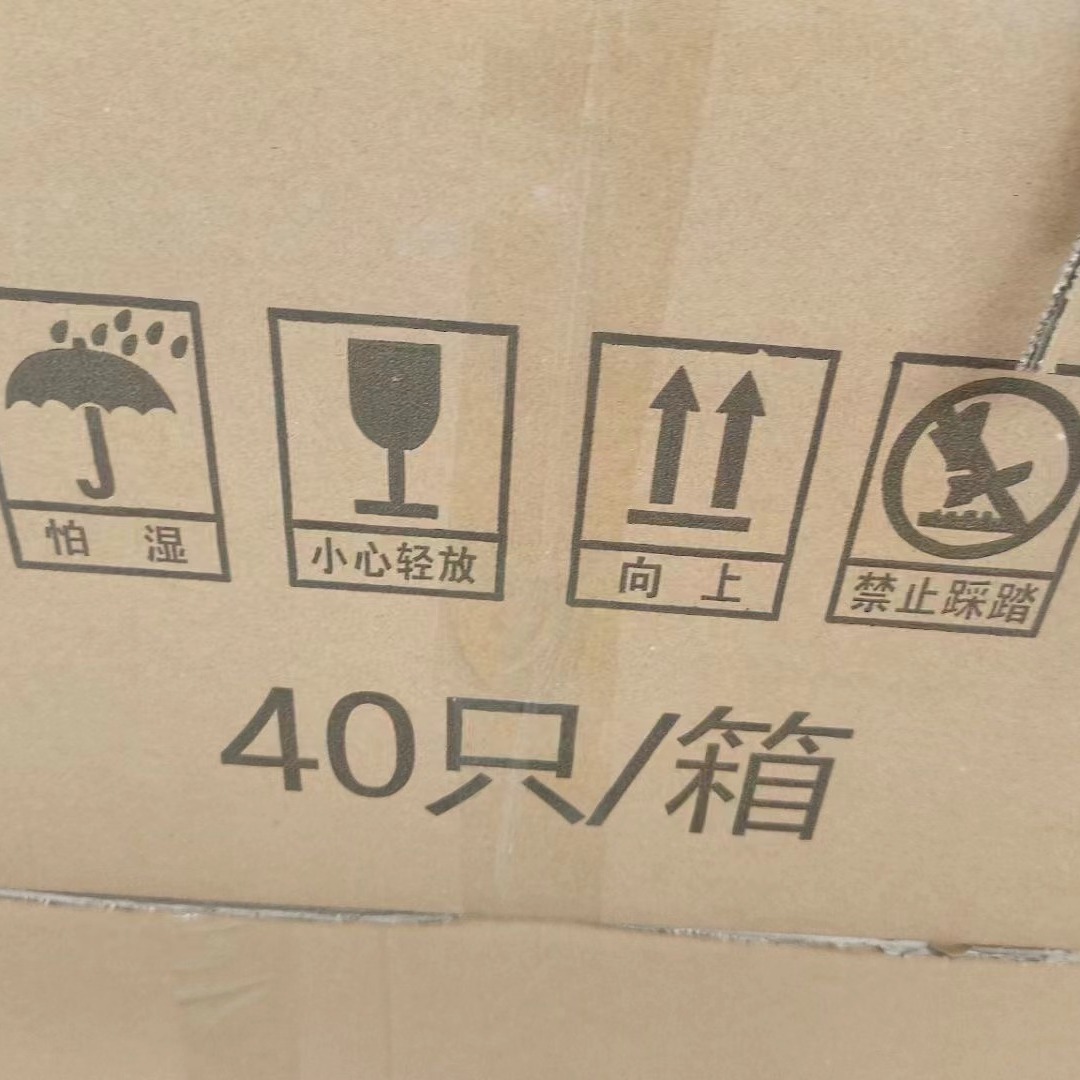 怕 湿
小心轻放
向 上
禁止踩踏
40只/箱